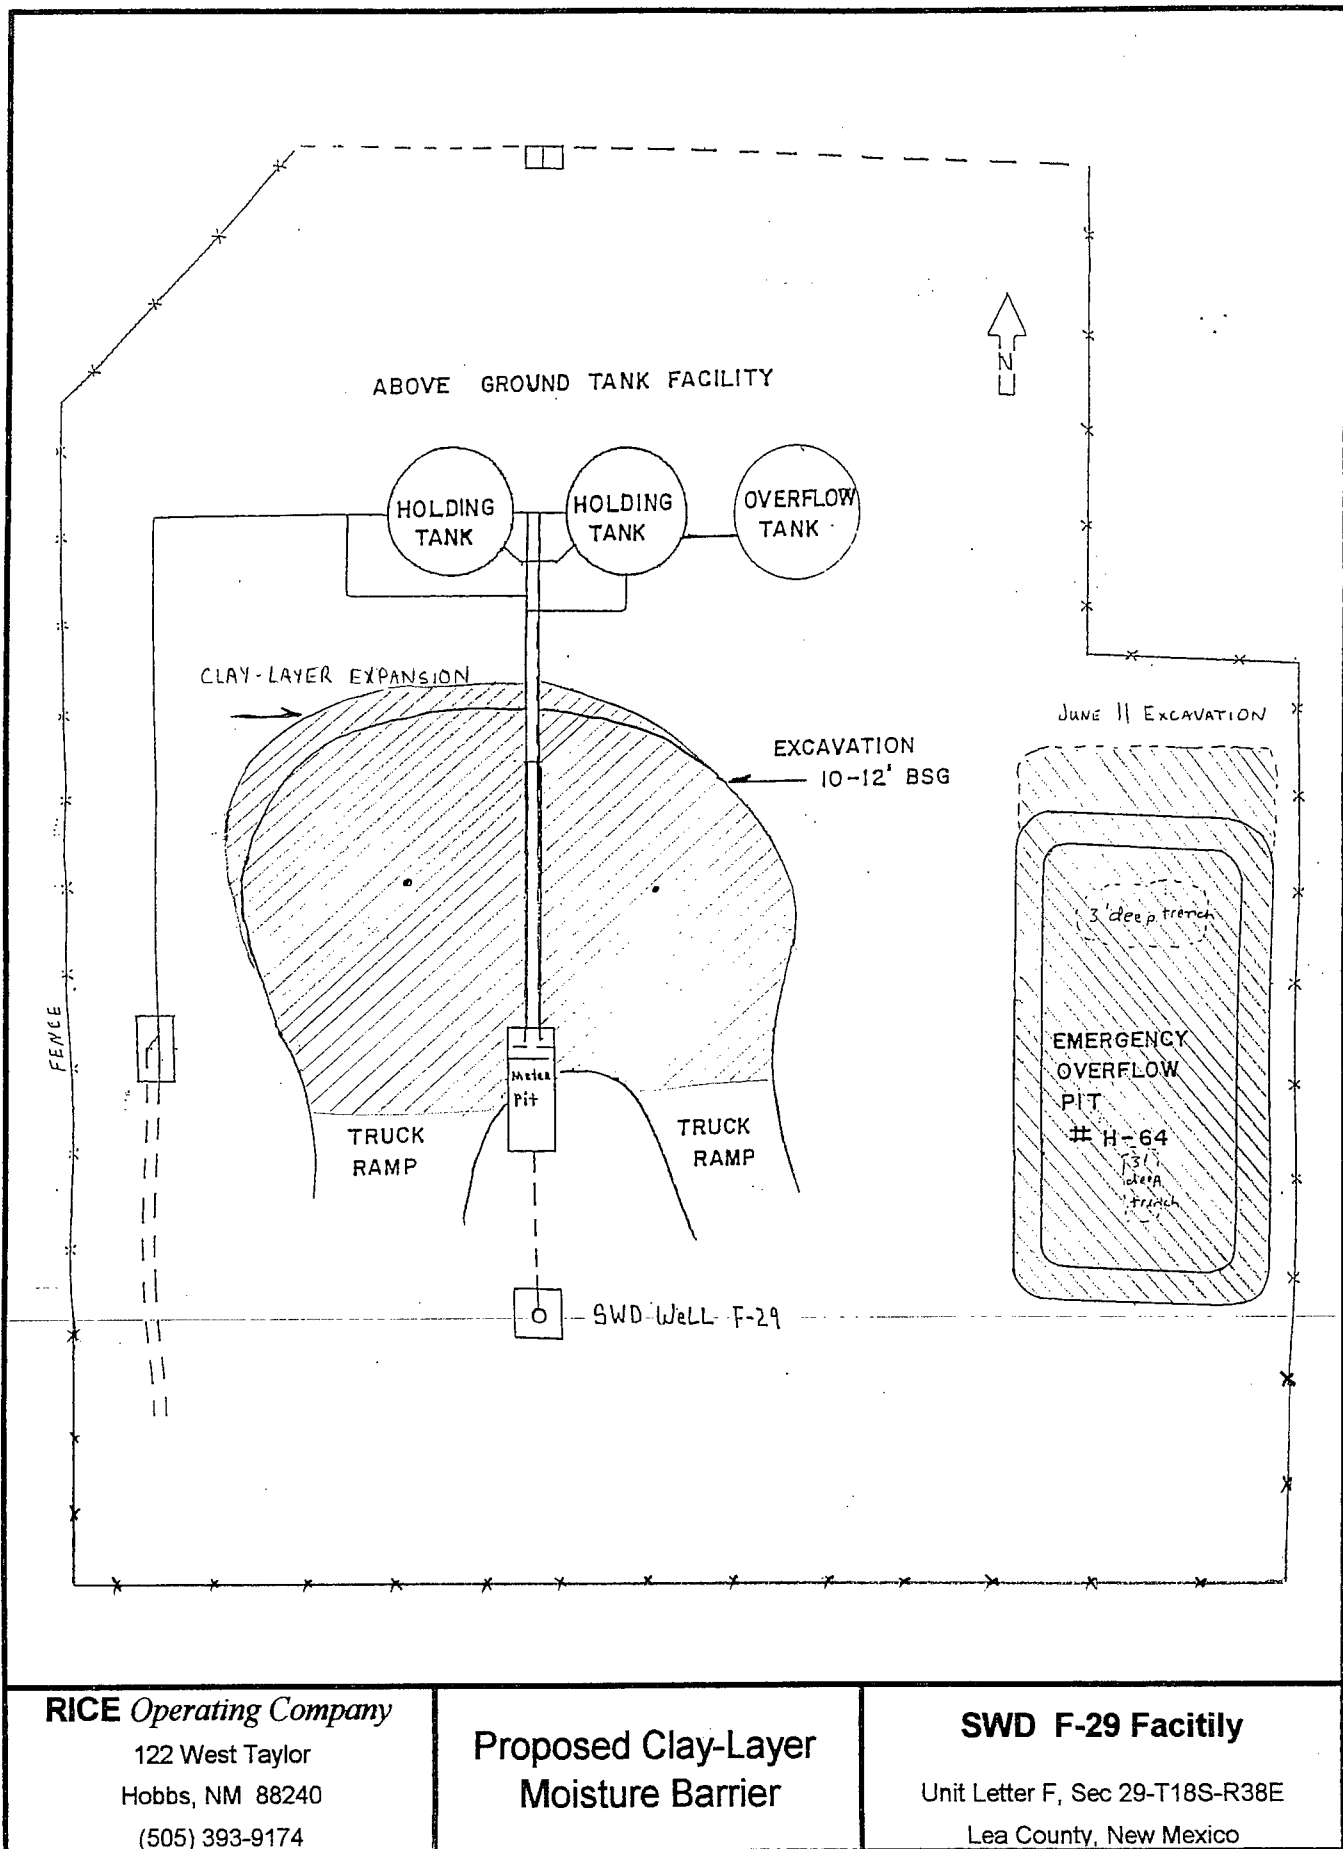 N
ABOVE GROUND TANK FACILITY
HOLDING
TANK
HOLDING
TANK
OVERFLOW
TANK
CLAY-LAYER EXPANSION
JUNE 11 EXCAVATION
EXCAVATION
10-12' BSG
3' deep trench
FENCE
EMERGENCY
OVERFLOW
PIT
# H-64
3'
deep
trench
Meter
Pit
TRUCK
RAMP
TRUCK
RAMP
SWD WELL F-29
RICE Operating Company
122 West Taylor
Hobbs, NM 88240
(505) 393-9174
Proposed Clay-Layer
Moisture Barrier
SWD F-29 Facitily
Unit Letter F, Sec 29-T18S-R38E
Lea County, New Mexico